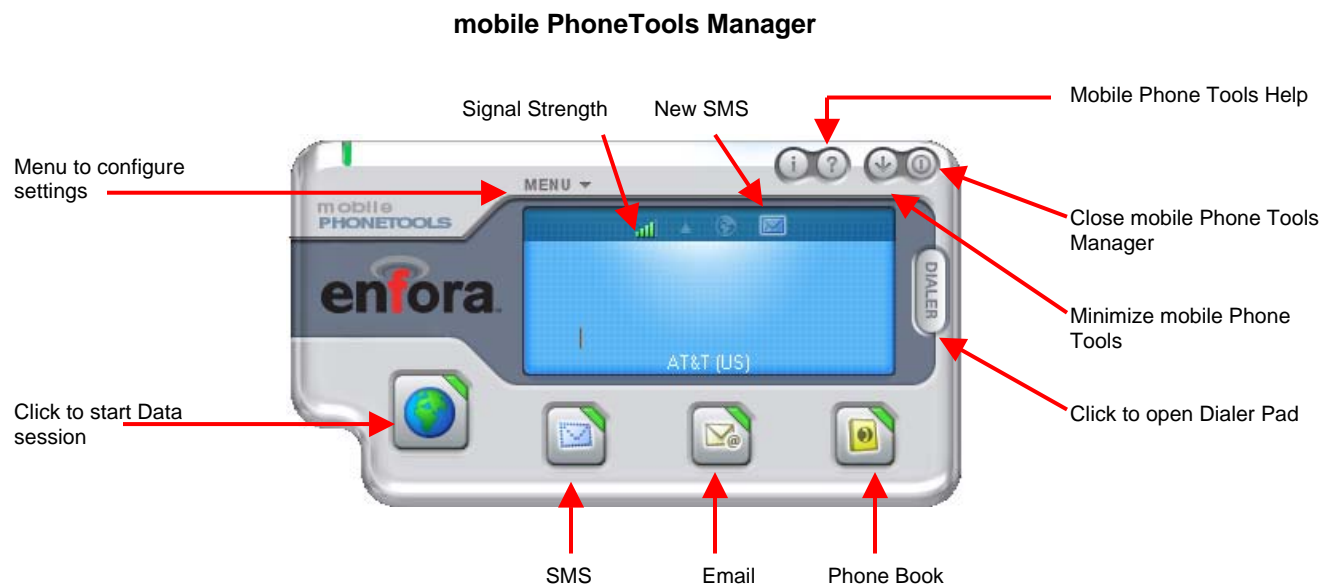 mobile PhoneTools Manager
Signal Strength
New SMS
Mobile Phone Tools Help
Menu to configure
settings
i
?
MENU
mobile
PHONETOOLS
Close mobile Phone Tools
Manager
enfora
DIALER
Minimize mobile Phone
Tools
AT&T (US)
Click to start Data
session
Click to open Dialer Pad
@
SMS
Email
Phone Book